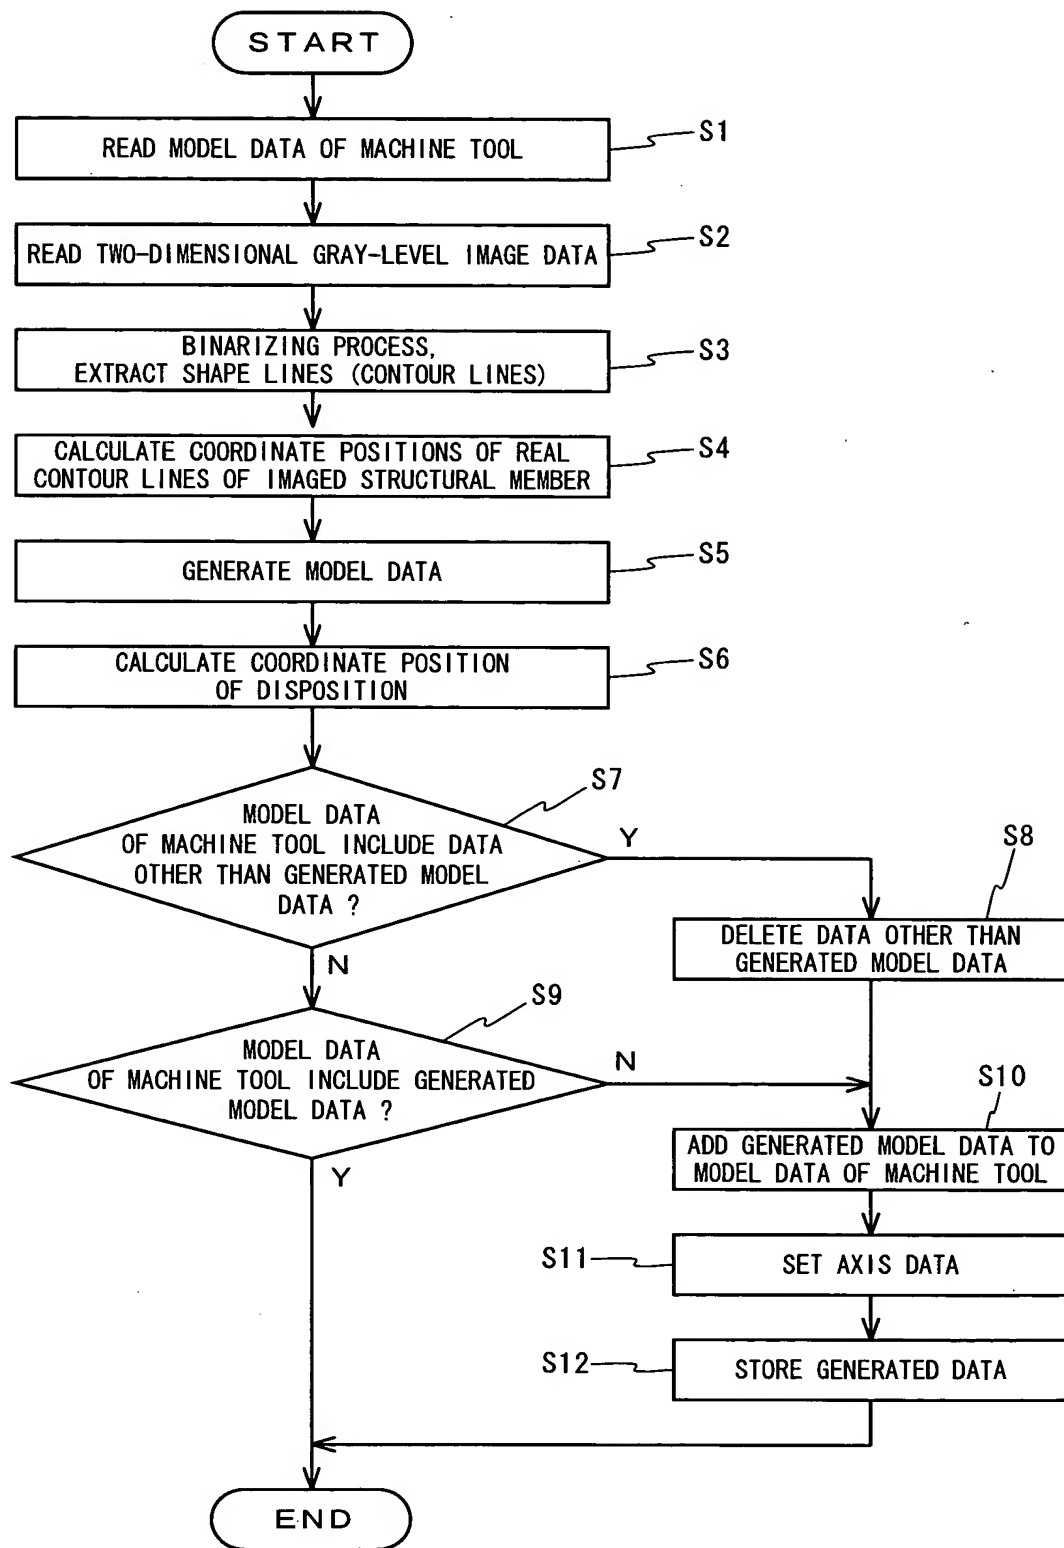 START
READ MODEL DATA OF MACHINE TOOL
S1
READ TWO-DIMENSIONAL GRAY-LEVEL IMAGE DATA
S2
BINARIZING PROCESS,
EXTRACT SHAPE LINES (CONTOUR LINES)
S3
CALCULATE COORDINATE POSITIONS OF REAL
CONTOUR LINES OF IMAGED STRUCTURAL MEMBER
S4
GENERATE MODEL DATA
S5
CALCULATE COORDINATE POSITION
OF DISPOSITION
S6
MODEL DATA
OF MACHINE TOOL INCLUDE DATA
OTHER THAN GENERATED MODEL
DATA ?
S7
Y
N
DELETE DATA OTHER THAN
GENERATED MODEL DATA
S8
MODEL DATA
OF MACHINE TOOL INCLUDE GENERATED
MODEL DATA ?
S9
N
Y
ADD GENERATED MODEL DATA TO
MODEL DATA OF MACHINE TOOL
S10
S11
SET AXIS DATA
S12
STORE GENERATED DATA
END